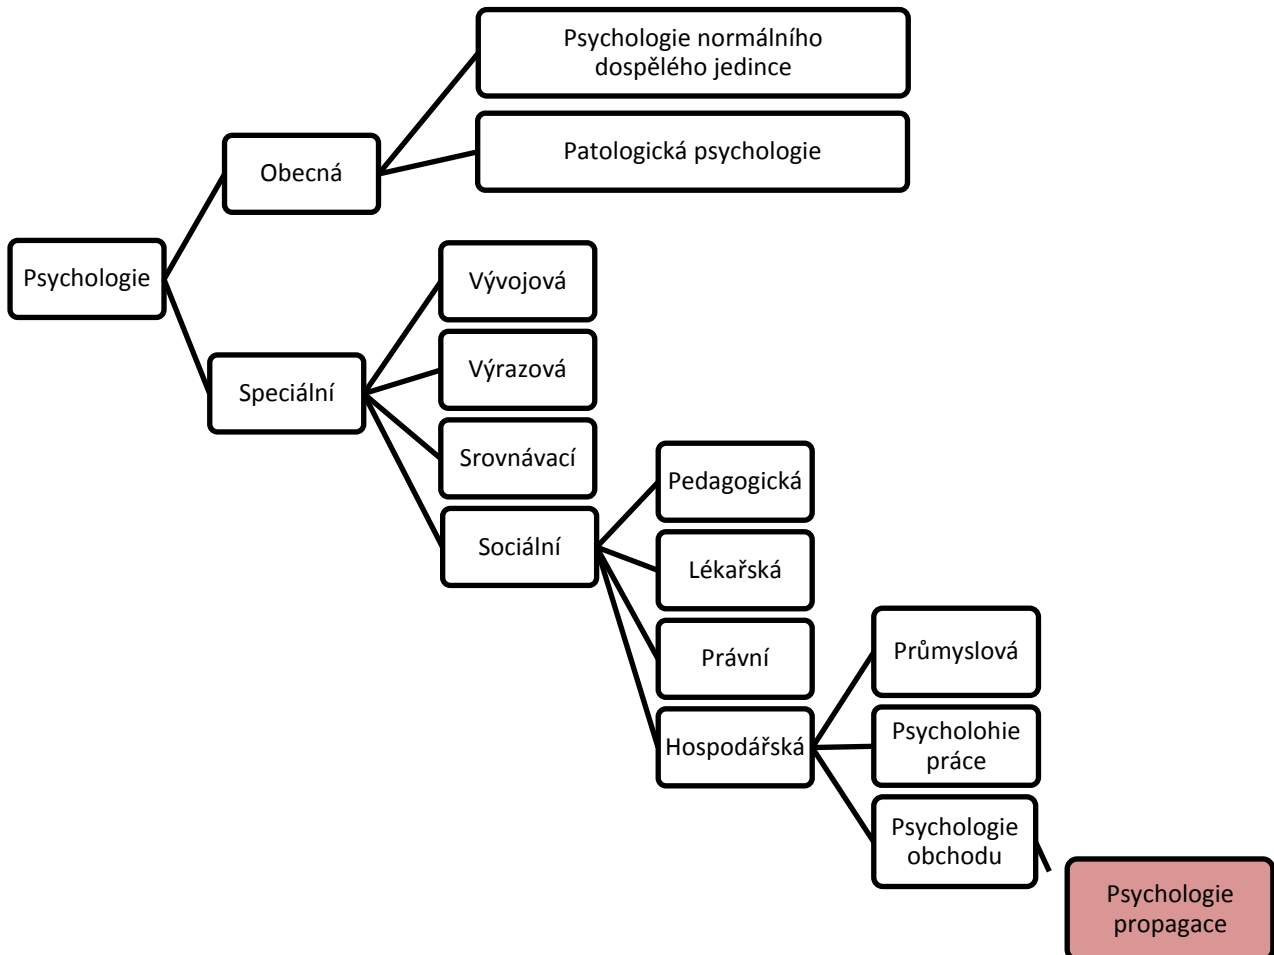 Psychologie normálního
dospělého jedince
Patologická psychologie
Obecná
Psychologie
Vývojová
Výrazová
Speciální
Srovnávací
Pedagogická
Sociální
Lékařská
Průmyslová
Právní
Psycholohie
práce
Hospodářská
Psychologie
obchodu
Psychologie
propagace